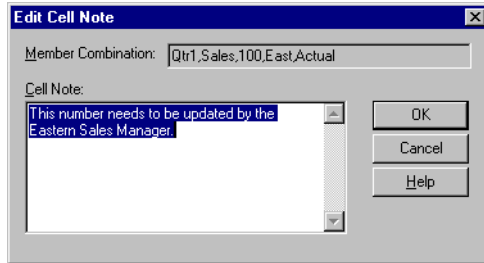 Edit Cell Note
Member Combination: Qtr1,Sales,100,East,Actual
Cell Note:
This number needs to be updated by the
Eastern Sales Manager.
OK
Cancel
Help